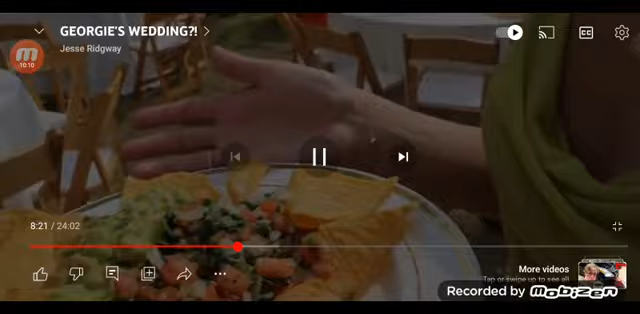 GEORGIE'S WEDDING?!
Jesse Ridgway
CC
m
10:10
8:21 / 24:02
More videos
Tap or swipe up to see all
Recorded by Mobizen